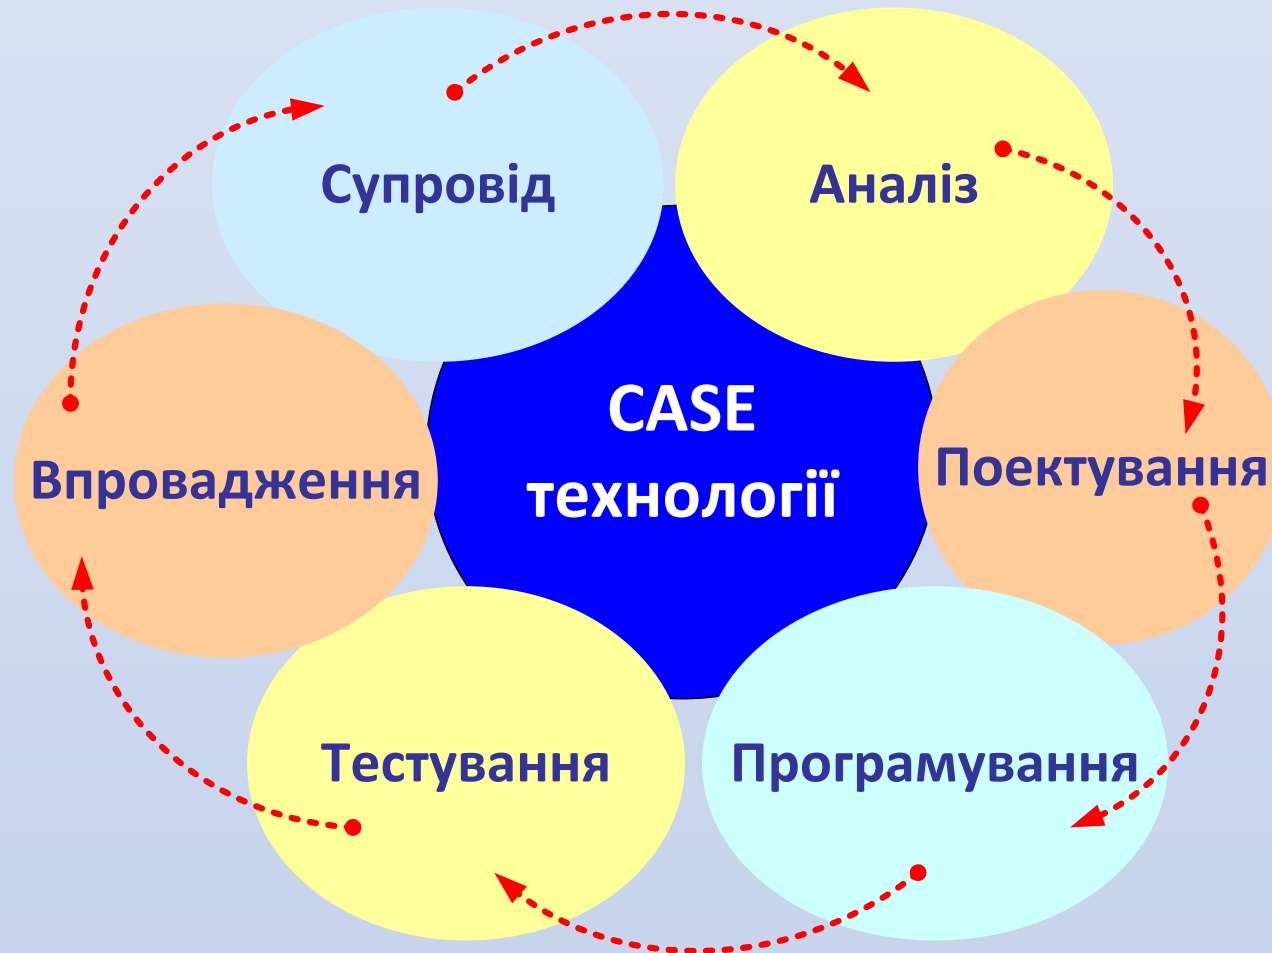 Супровід
Аналіз
CASE
технології
Впровадження
Поектування
Тестування
Програмування